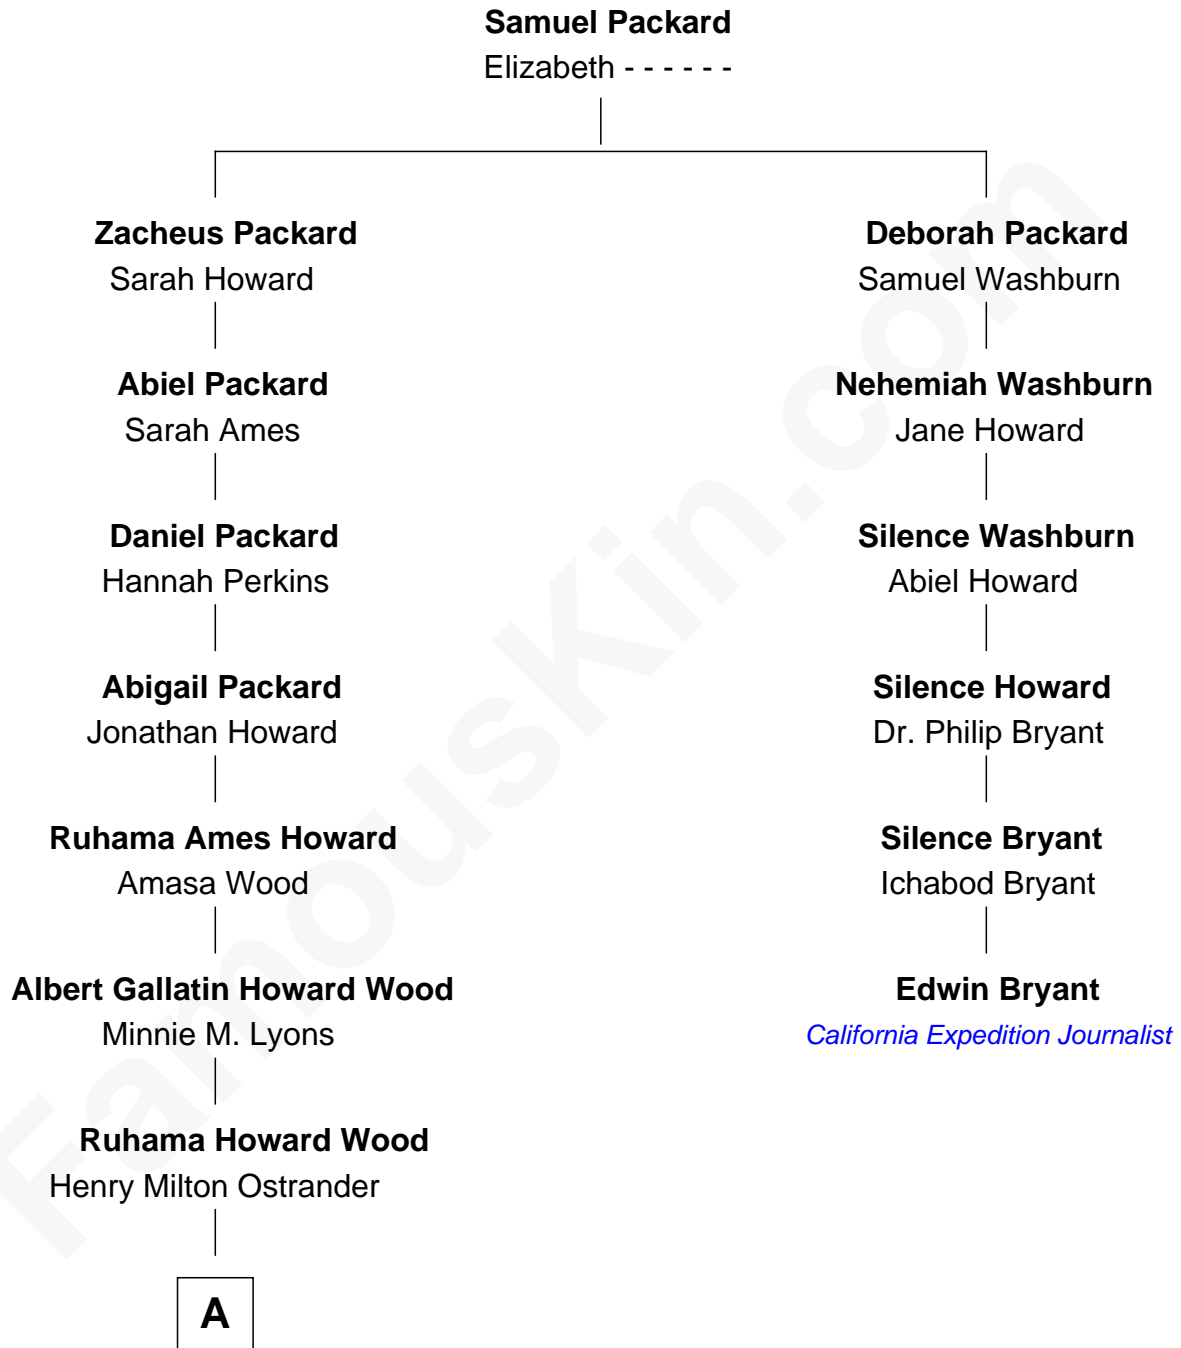 Samuel Packard
Elizabeth - - - - - -
Zacheus Packard
Sarah Howard
Deborah Packard
Samuel Washburn
Abiel Packard
Sarah Ames
Nehemiah Washburn
Jane Howard
Daniel Packard
Hannah Perkins
Silence Washburn
Abiel Howard
Abigail Packard
Jonathan Howard
Silence Howard
Dr. Philip Bryant
Ruhama Ames Howard
Amasa Wood
Silence Bryant
Ichabod Bryant
Albert Gallatin Howard Wood
Minnie M. Lyons
Edwin Bryant
California Expedition Journalist
Ruhama Howard Wood
Henry Milton Ostrander
A
FamousKin.com